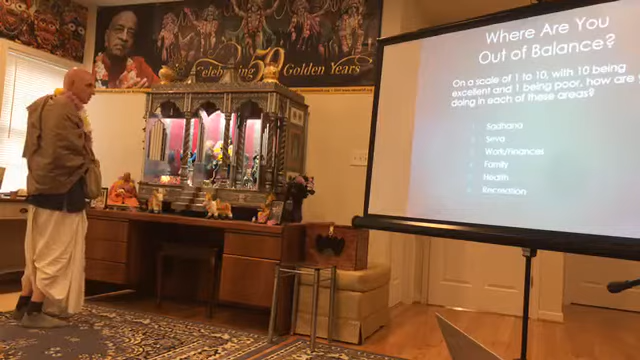 Celebrating 50 Golden Years
Where Are You
Out of Balance?
On a scale of 1 to 10, with 10 being
excellent and 1 being poor, how are
doing in each of these areas?
Sadhana
Seva
Work/Finances
Family
Health
Recreation